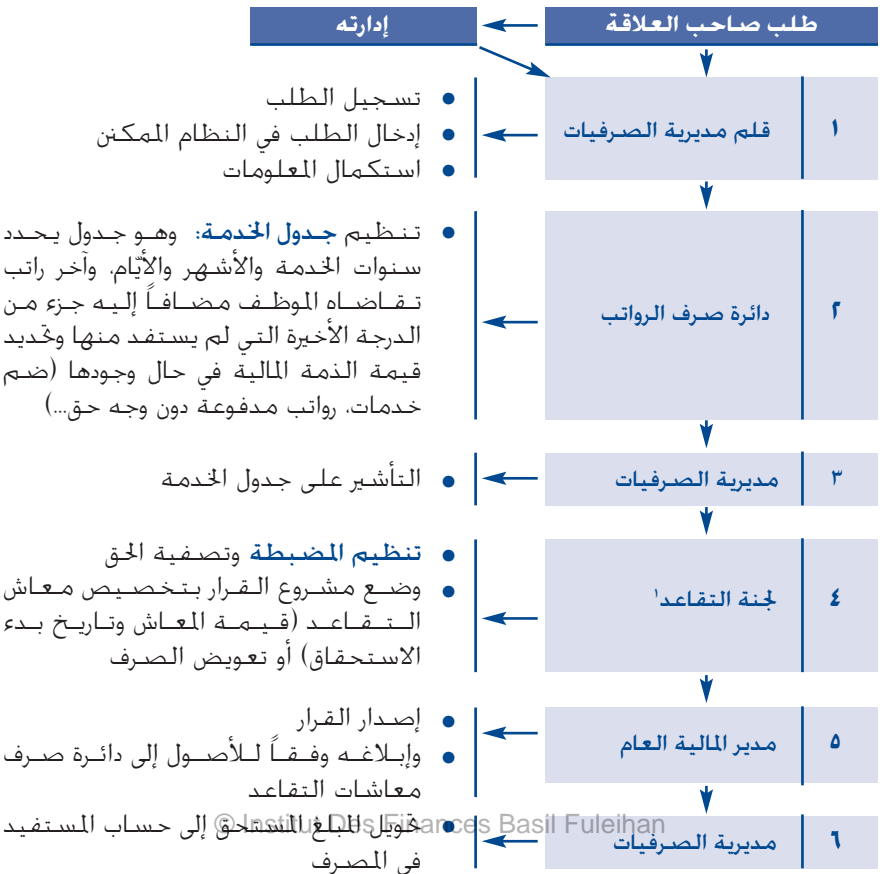 طلب صاحب العلاقة
إدارته
١
قلم مديرية الصرفيات
تسجيل الطلب
إدخال الطلب في النظام الممكنن
استكمال المعلومات
٢
دائرة صرف الرواتب
تنظيم جدول الخدمة: وهو جدول يحدد
سنوات الخدمة والأشهر والأيّام، وآخر راتب
تقاضاه الموظف مضافاً إليه جزء من
الدرجة الأخيرة التي لم يستفد منها وتحديد
قيمة الذمة المالية في حال وجودها (ضم
خدمات، رواتب مدفوعة دون وجه حق...)
٣
مديرية الصرفيات
التأشير على جدول الخدمة
٤
لجنة التقاعد١
تنظيم المضبطة وتصفية الحق
وضع مشروع القرار بتخصيص معاش
التقاعد (قيمة المعاش وتاريخ بدء
الاستحقاق) أو تعويض الصرف
٥
مدير المالية العام
إصدار القرار
وإبلاغه وفقاً للأصول إلى دائرة صرف
معاشات التقاعد
٦
مديرية الصرفيات
تحويل المبلغ المستحق إلى حساب المستفيد
في المصرف
© Institut Des Finances Basil Fuleihan